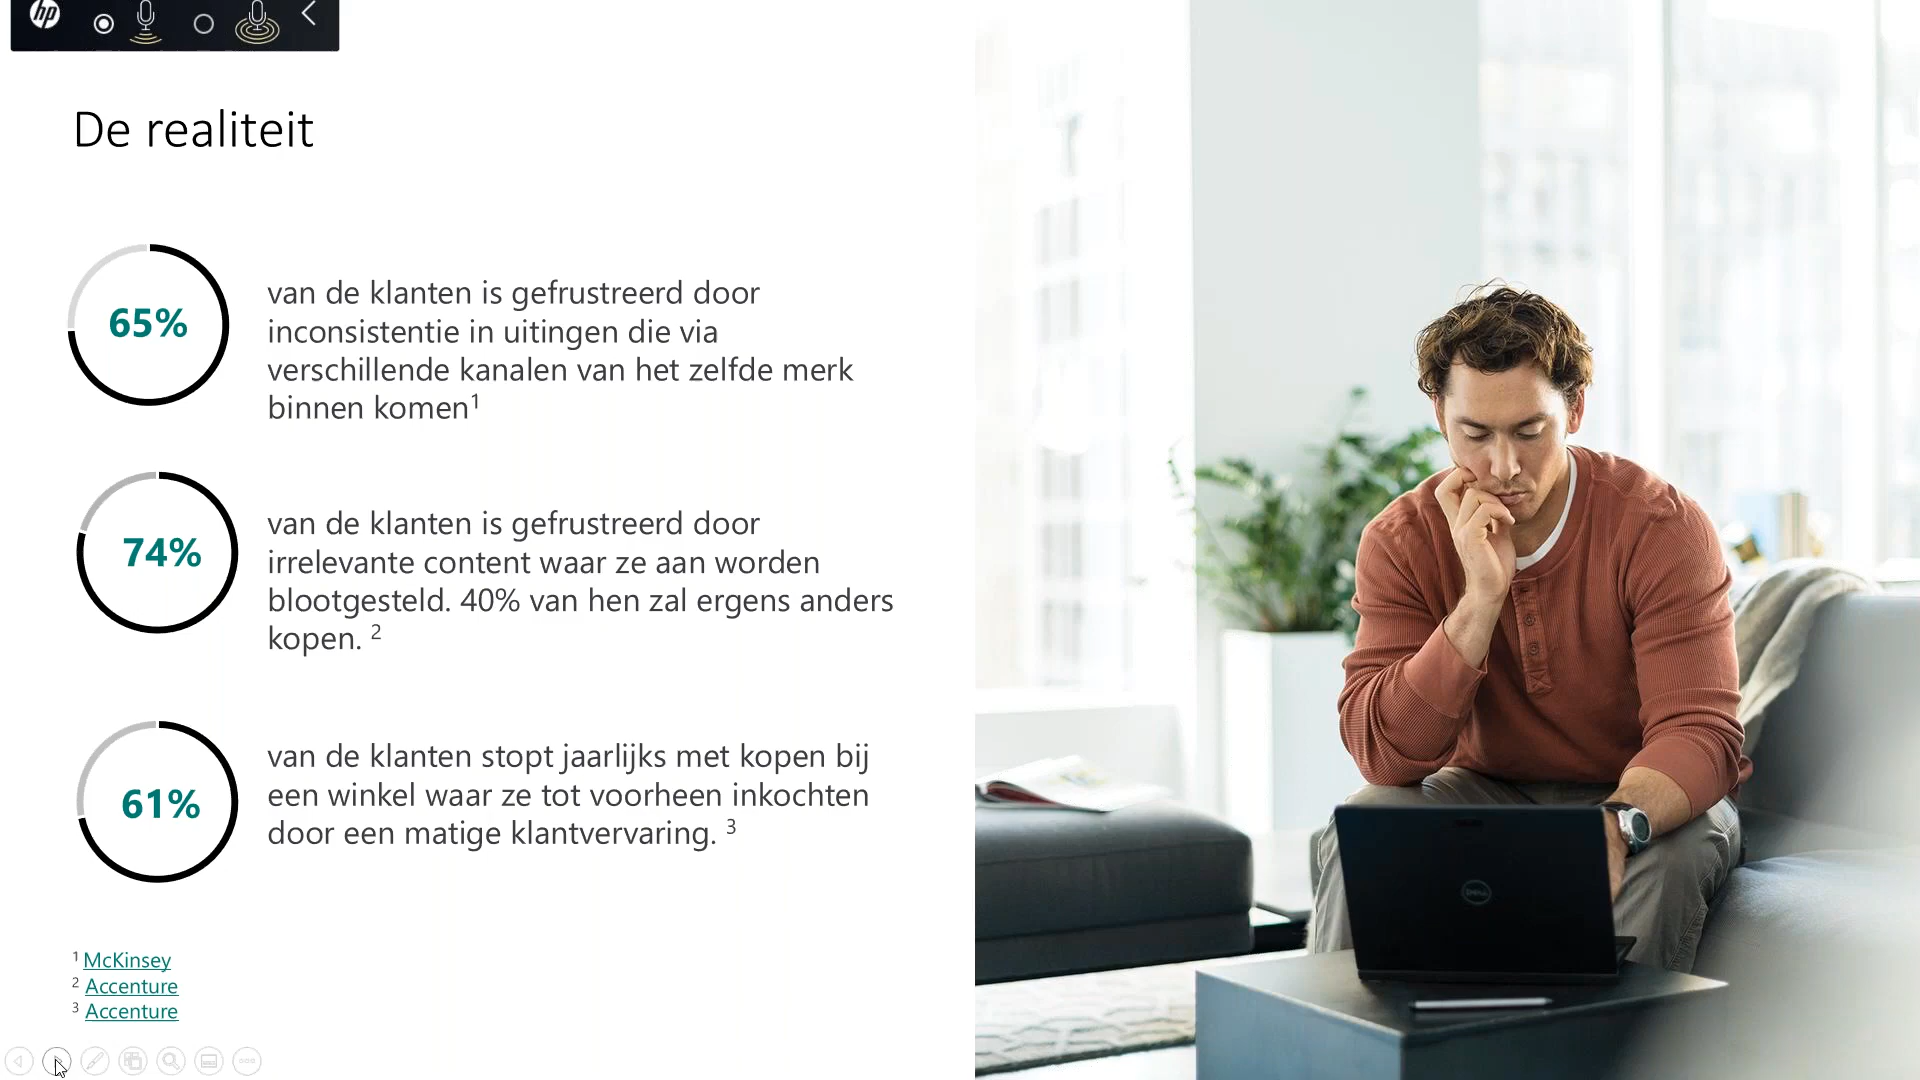 hp
De realiteit
65%
van de klanten is gefrustreerd door
inconsistentie in uitingen die via
verschillende kanalen van het zelfde merk
binnen komen¹
74%
van de klanten is gefrustreerd door
irrelevante content waar ze aan worden
blootgesteld. 40% van hen zal ergens anders
kopen. ²
61%
van de klanten stopt jaarlijks met kopen bij
een winkel waar ze tot voorheen inkochten
door een matige klantvervaring. ³
¹ McKinsey
² Accenture
³ Accenture
DELL